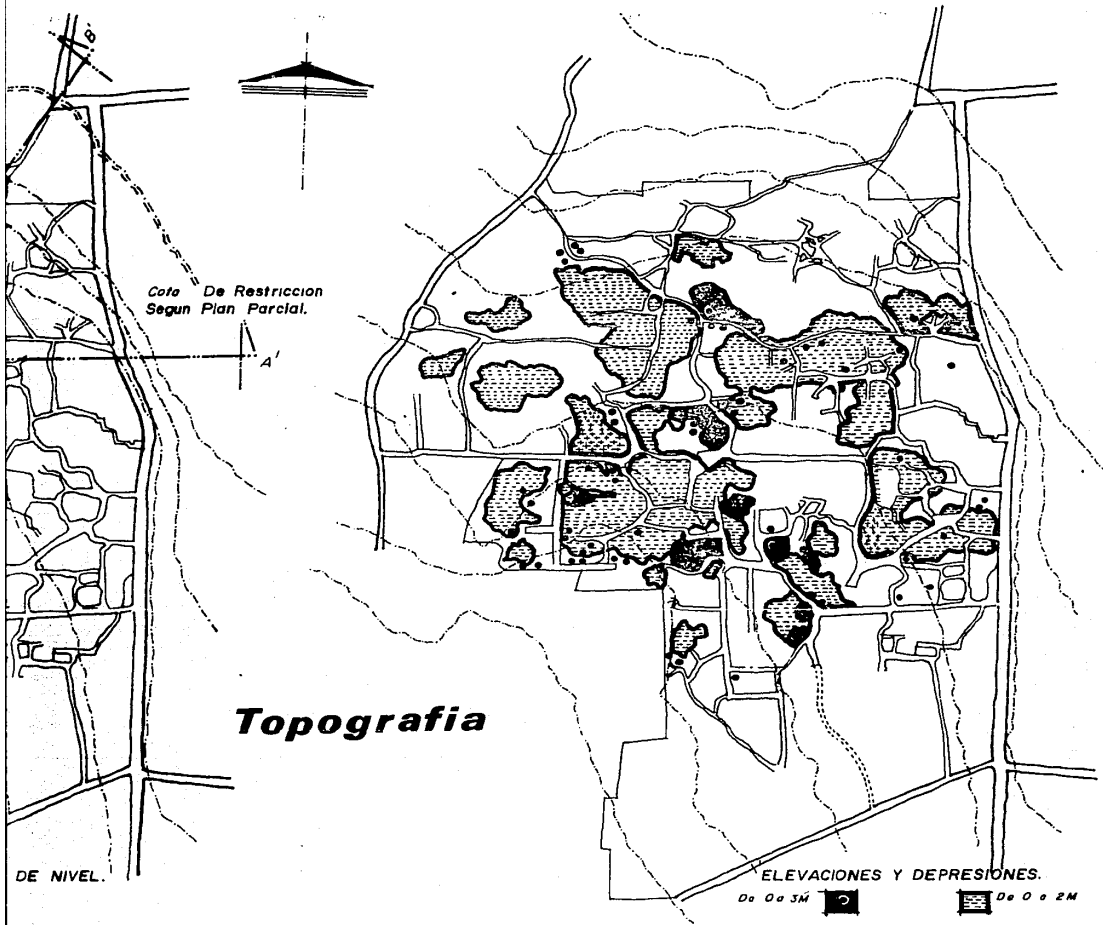 B'
Cota De Restriccion
Segun Plan Parcial.
A'
Topografia
DE NIVEL.
ELEVACIONES Y DEPRESIONES.
De 0 a 3M
De 0 a 2M